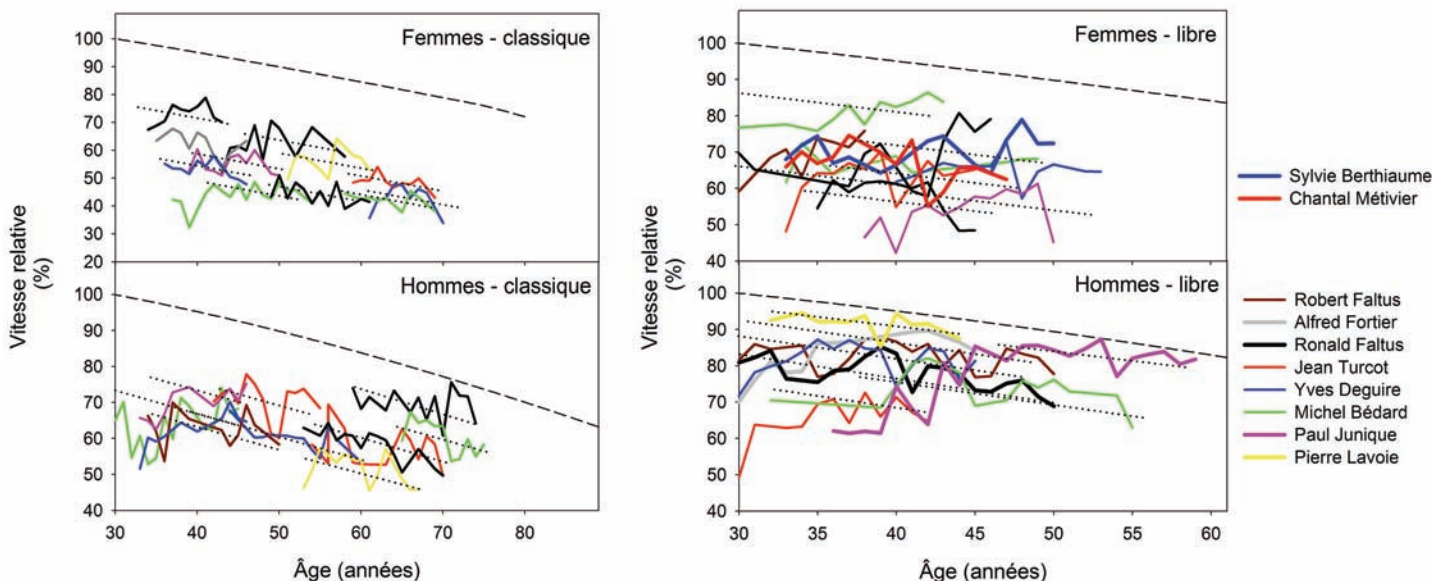 Femmes - classique
100
90
80
70
60
50
40
30
20
Vitesse relative
(%)
Hommes - classique
100
90
80
70
60
50
40
Vitesse relative
(%)
30 40 50 60 70 80
Âge (années)
Femmes - libre
100
90
80
70
60
50
40
Vitesse relative
(%)
Hommes - libre
100
90
80
70
60
50
40
Vitesse relative
(%)
30 35 40 45 50 55 60
Âge (années)
Sylvie Berthiaume
Chantal Métivier
Robert Faltus
Alfred Fortier
Ronald Faltus
Jean Turcot
Yves Deguire
Michel Bédard
Paul Junique
Pierre Lavoie